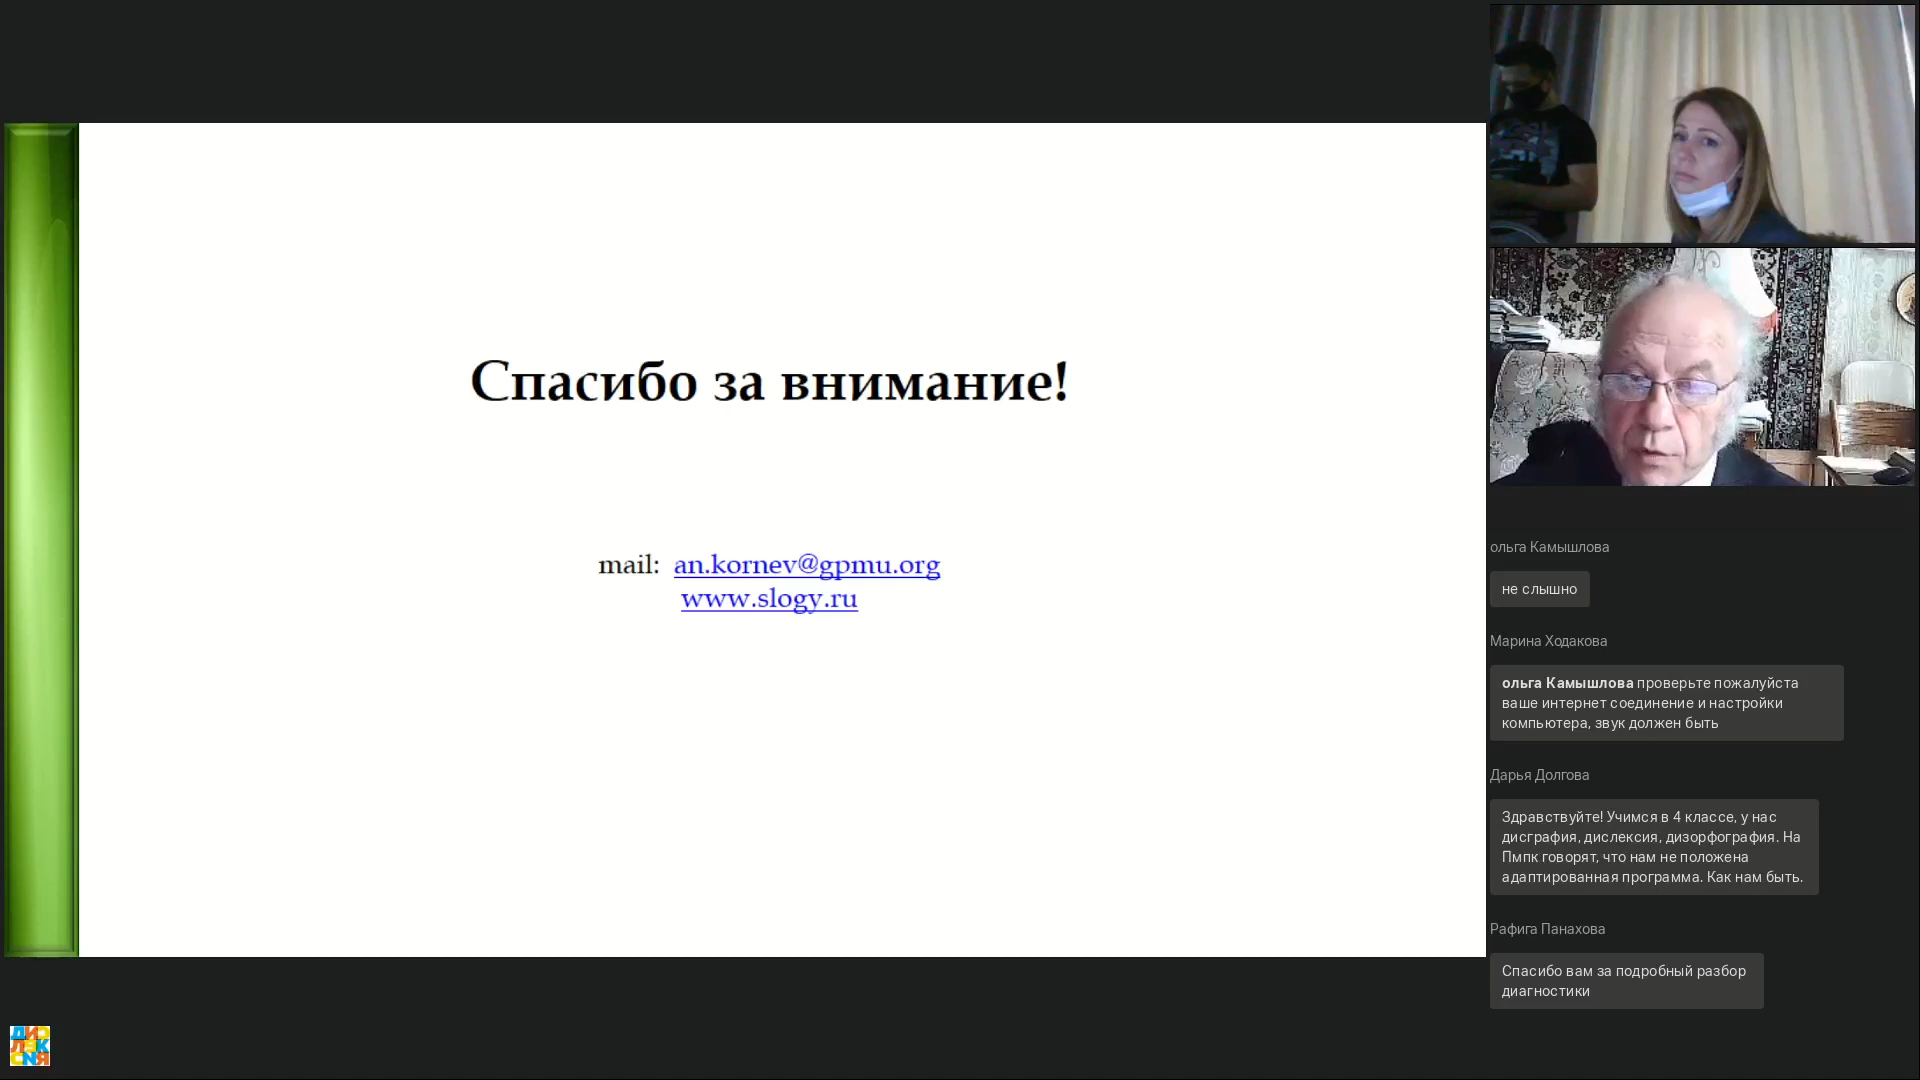 Спасибо за внимание!
mail: an.kornev@gpmu.org
www.slogy.ru
ольга Камышлова
не слышно
Марина Ходакова
ольга Камышлова проверьте пожалуйста
ваше интернет соединение и настройки
компьютера, звук должен быть
Дарья Долгова
Здравствуйте! Учимся в 4 классе, у нас
дисграфия, дислексия, дизорфография. На
Пмпк говорят, что нам не положена
адаптированная программа. Как нам быть.
Рафига Панахова
Спасибо вам за подробный разбор
диагностики
ДИС
ЛЕК
СИЯ